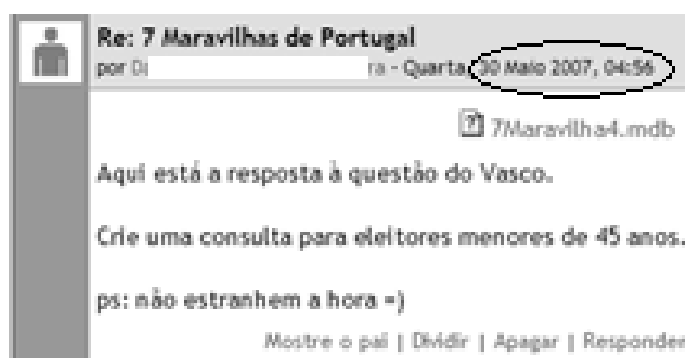 Re: 7 Maravilhas de Portugal
por - Quarta, 30 Maio 2007, 04:56
7Maravilha4.mdb
Aqui está a resposta à questão do Vasco.
Crie uma consulta para eleitores menores de 45 anos.
ps: não estranhem a hora =)
Mostre o pai | Dividir | Apagar | Responder